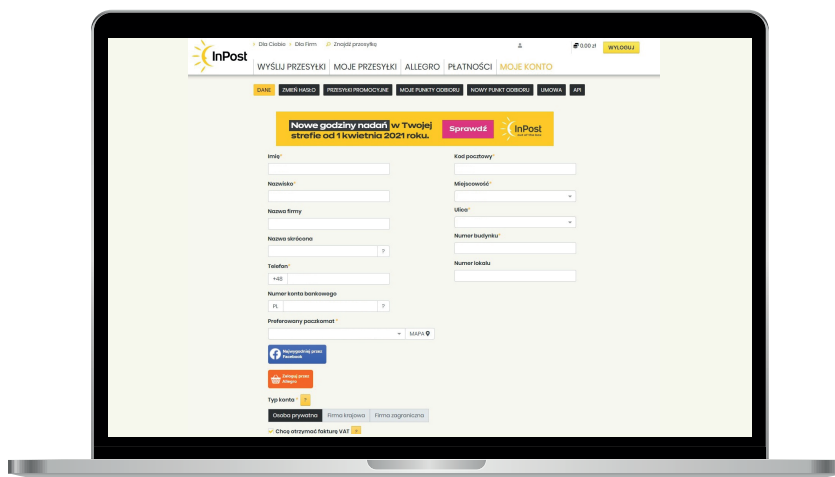 Dla Ciebie
Dla Firm
Znajdź przesyłkę
0.00 zł
WYLOGUJ
InPost
WYŚLIJ PRZESYŁKI
MOJE PRZESYŁKI
ALLEGRO
PŁATNOŚCI
MOJE KONTO
DANE
ZMIEŃ HASŁO
PRZESYŁKI PROMOCYJNE
MOJE PUNKTY ODBIORU
NOWY PUNKT ODBIORU
UMOWA
API
Nowe godziny nadań w Twojej
strefie od 1 kwietnia 2021 roku.
Sprawdź
InPost
Imię*
Nazwisko*
Nazwa firmy
Nazwa skrócona
?
Telefon*
+48
Numer konta bankowego
PL
?
Preferowany paczkomat *
MAPA
Kod pocztowy*
Miejscowość*
Ulica*
Numer budynku*
Numer lokalu
Typ konta * ?
Osoba prywatna
Firma krajowa
Firma zagraniczna
Chcę otrzymać fakturę VAT ?